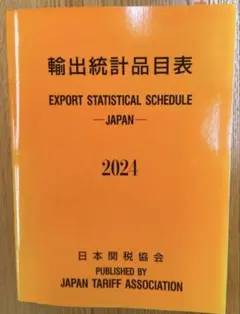 輸出統計品目表
EXPORT STATISTICAL SCHEDULE
—JAPAN—
2024
日本関税協会
PUBLISHED BY
JAPAN TARIFF ASSOCIATION